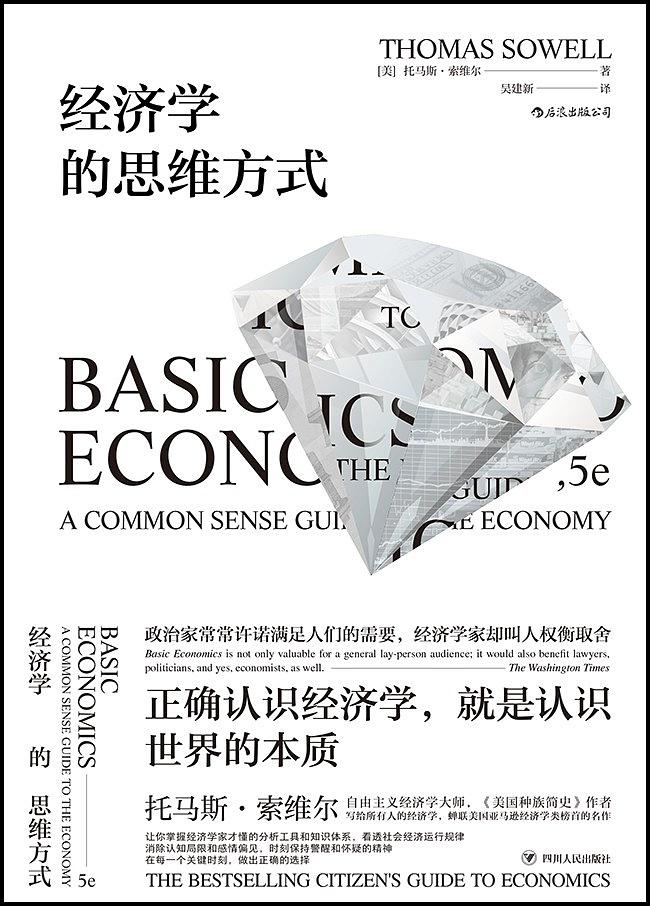 THOMAS SOWELL
[美] 托马斯·索维尔 著
吴建新 译
后浪出版公司
经济学
的思维方式
TO
BASIC
ECONO
ICS
THE
GUID
,5e
A COMMON SENSE GUI
E ECONOMY
政治家常常许诺满足人们的需要，经济学家却叫人权衡取舍
Basic Economics is not only valuable for a general lay-person audience; it would also benefit lawyers,
politicians, and yes, economists, as well. The Washington Times
正确认识经济学，就是认识
世界的本质
托马斯·索维尔 自由主义经济学大师，《美国种族简史》作者
写给所有人的经济学，蝉联美国亚马逊经济学类榜首的名作
让你掌握经济学家才懂的分析工具和知识体系，看透社会经济运行规律
消除认知局限和感情偏见，时刻保持警醒和怀疑的精神
在每一个关键时刻，做出正确的选择
四川人民出版社
THE BESTSELLING CITIZEN'S GUIDE TO ECONOMICS
BASIC
ECONOMICS
A COMMON SENSE GUIDE TO THE ECONOMY
5e
经济学 的 思维方式